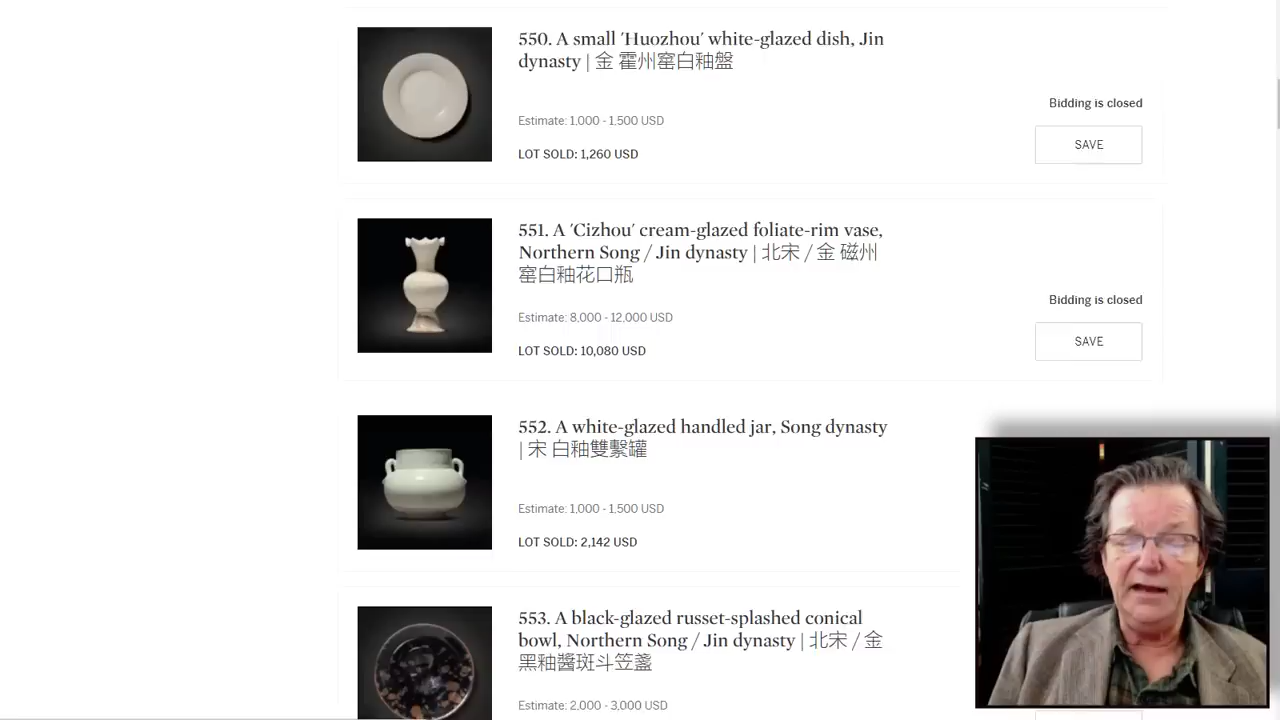 550. A small 'Huozhou' white-glazed dish, Jin
dynasty | 金 霍州窰白釉盤
Bidding is closed
Estimate: 1,000 - 1,500 USD
SAVE
LOT SOLD: 1,260 USD
551. A 'Cizhou' cream-glazed foliate-rim vase,
Northern Song / Jin dynasty | 北宋 / 金 磁州
窰白釉花口瓶
Bidding is closed
Estimate: 8,000 - 12,000 USD
SAVE
LOT SOLD: 10,080 USD
552. A white-glazed handled jar, Song dynasty
| 宋 白釉雙繫罐
Estimate: 1,000 - 1,500 USD
LOT SOLD: 2,142 USD
553. A black-glazed russet-splashed conical
bowl, Northern Song / Jin dynasty | 北宋 / 金
黑釉醬斑斗笠盞
Estimate: 2,000 - 3,000 USD